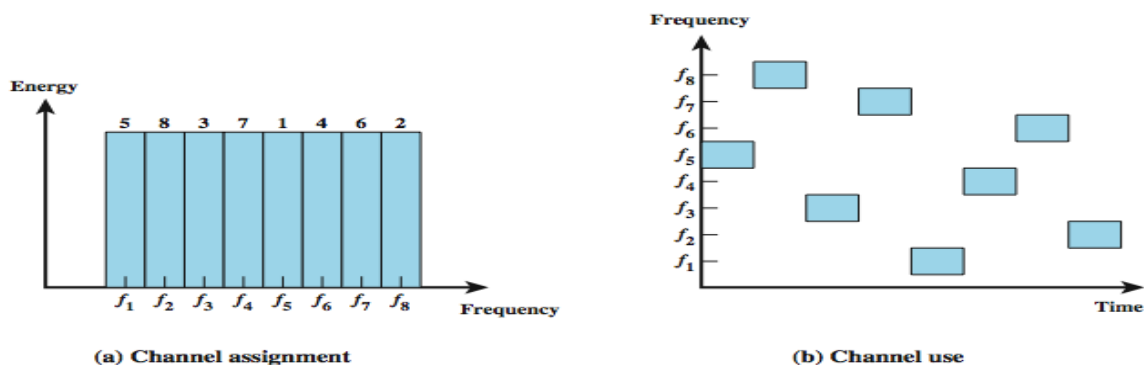 Energy
5 8 3 7 1 4 6 2
f1 f2 f3 f4 f5 f6 f7 f8
Frequency
(a) Channel assignment
Frequency
f8
f7
f6
f5
f4
f3
f2
f1
Time
(b) Channel use